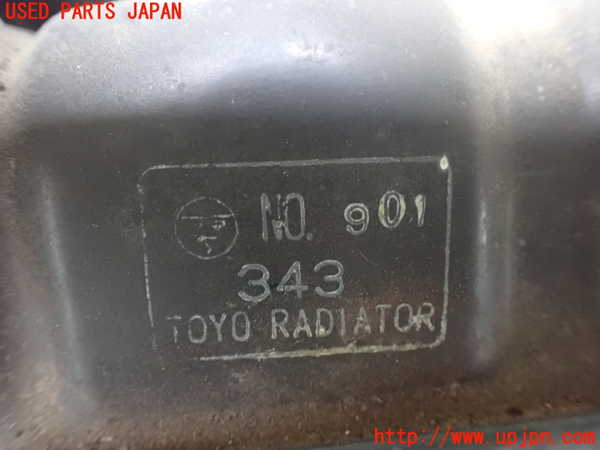 USED PARTS JAPAN
NO. 901
343
TOYO RADIATOR
http://www.upjpn.com/